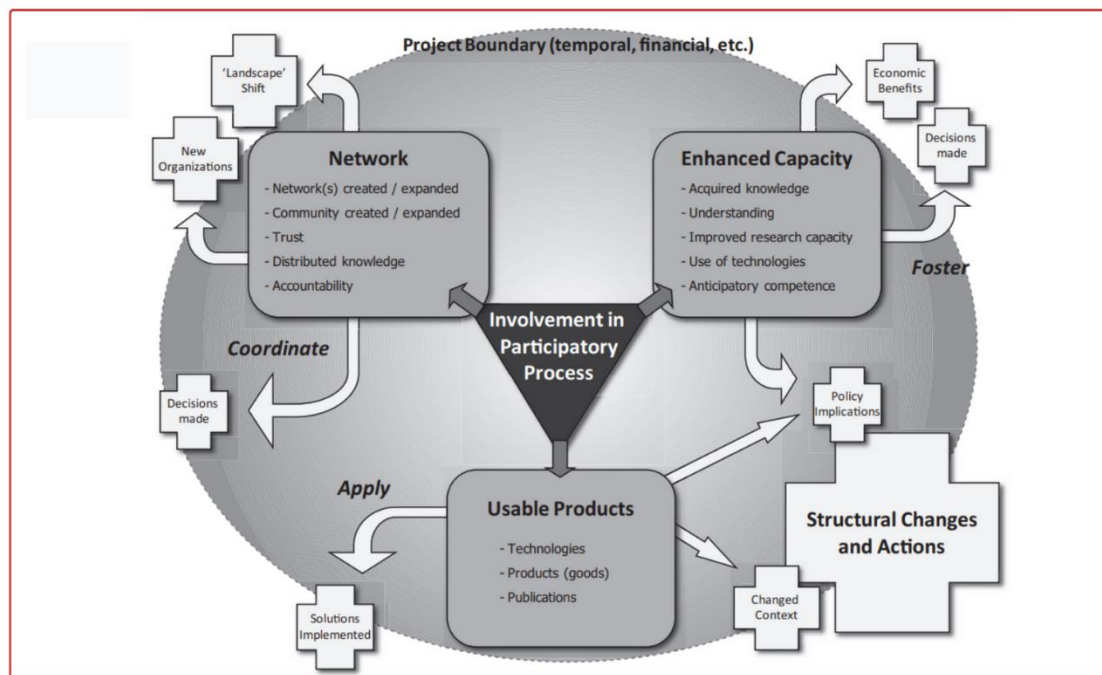 Project Boundary (temporal, financial, etc.)
'Landscape'
Shift
New
Organizations
Network
- Network(s) created / expanded
- Community created / expanded
- Trust
- Distributed knowledge
- Accountability
Economic
Benefits
Decisions
made
Enhanced Capacity
- Acquired knowledge
- Understanding
- Improved research capacity
- Use of technologies
- Anticipatory competence
Foster
Involvement in
Participatory
Process
Coordinate
Decisions
made
Policy
Implications
Apply
Usable Products
- Technologies
- Products (goods)
- Publications
Structural Changes
and Actions
Solutions
Implemented
Changed
Context